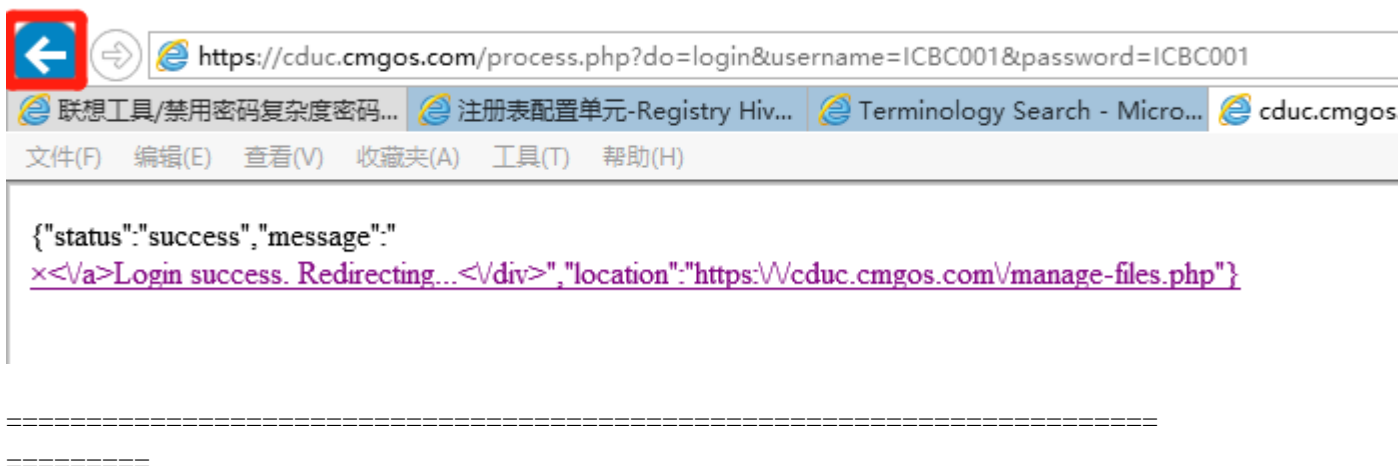 https://cduc.cmgos.com/process.php?do=login&username=ICBC001&password=ICBC001
联想工具/禁用密码复杂度密码... 注册表配置单元-Registry Hiv... Terminology Search - Micro... cduc.cmgos.
文件(F) 编辑(E) 查看(V) 收藏夹(A) 工具(T) 帮助(H)
{"status":"success","message":"
×<\/a>Login success. Redirecting...<\/div>","location":"https:\/\/cduc.cmgos.com\/manage-files.php"}
========================================================================
=========